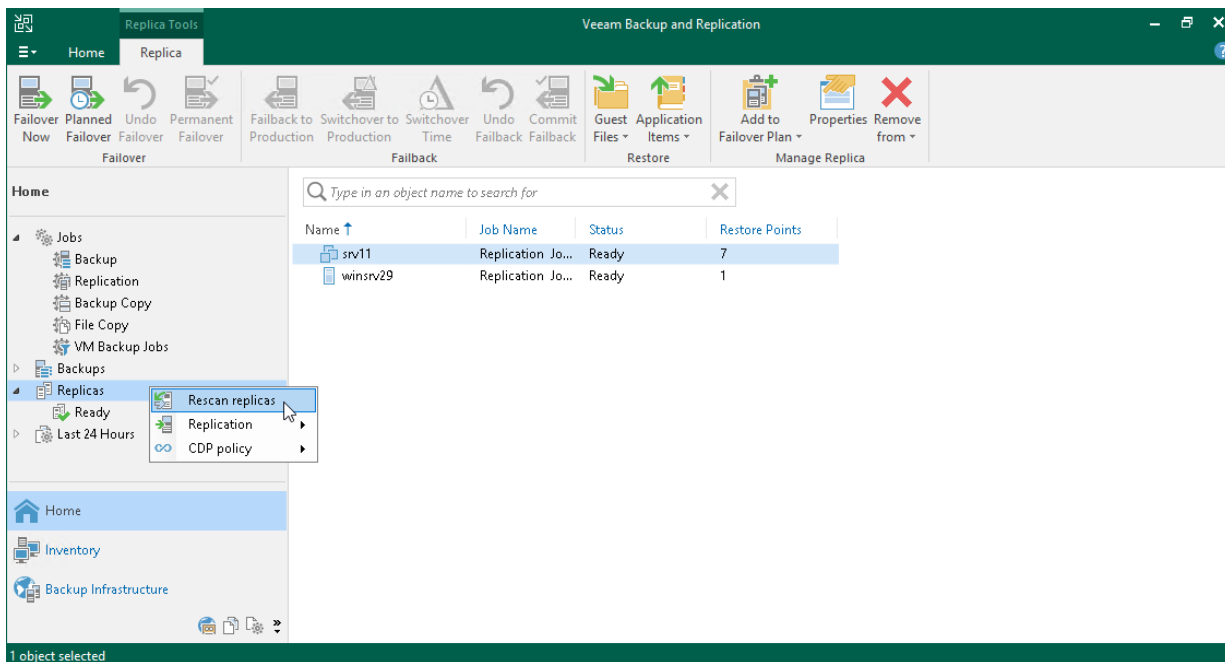 Replica Tools
Veeam Backup and Replication
Home Replica
Failover Planned Undo Permanent Failback to Switchover to Switchover Undo Commit Guest Application Add to Properties Remove
Now Failover Failover Failover Production Production Time Failback Failback Files Items Failover Plan from
Failover Failback Restore Manage Replica
Home
Type in an object name to search for
Name Job Name Status Restore Points
srv11 Replication Jo... Ready 7
winsrv29 Replication Jo... Ready 1
Jobs
Backup
Replication
Backup Copy
File Copy
VM Backup Jobs
Backups
Replicas
Ready
Last 24 Hours
Rescan replicas
Replication
CDP policy
Home
Inventory
Backup Infrastructure
1 object selected